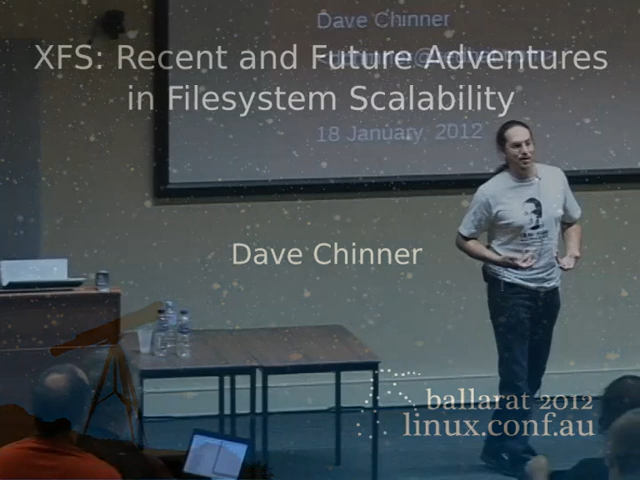 Dave Chinner
XFS: Recent and Future Adventures
in Filesystem Scalability
18 January, 2012
Dave Chinner
ballarat 2012
linux.conf.au